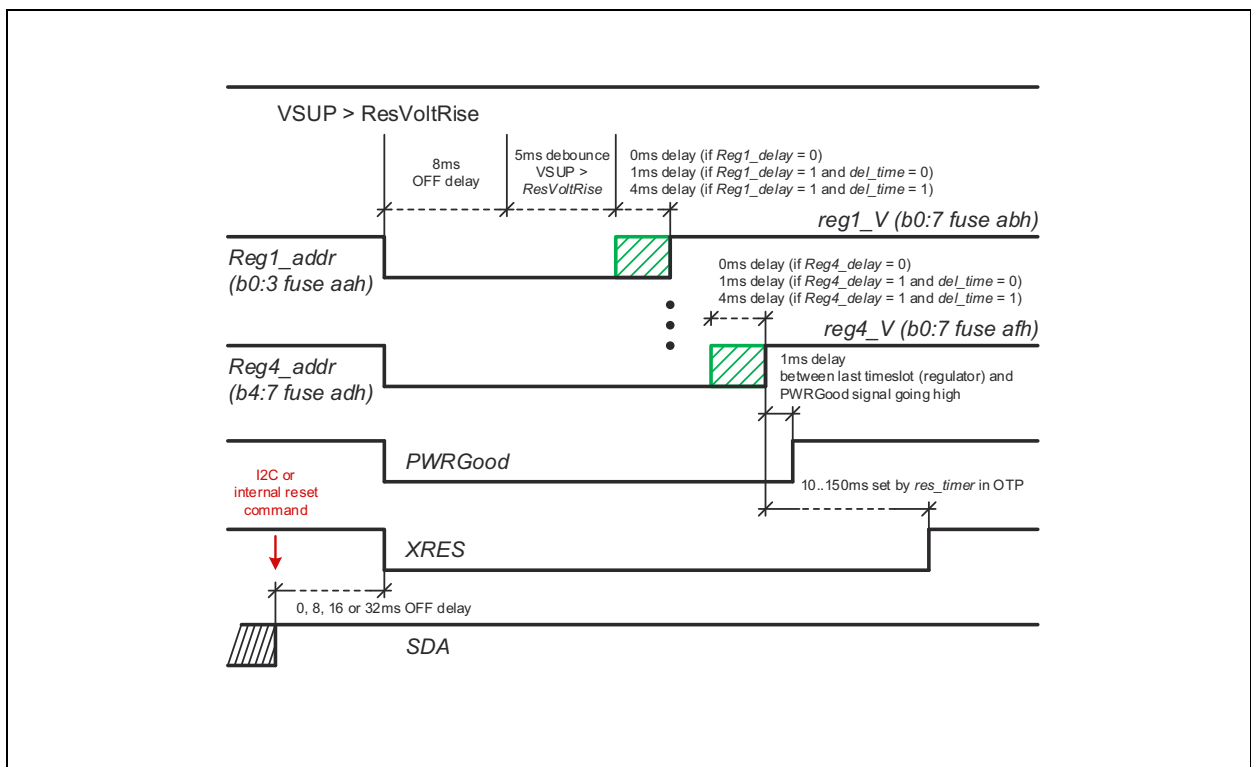 VSUP > ResVoltRise
8ms
OFF delay
5ms debounce
VSUP >
ResVoltRise
0ms delay (if Reg1_delay = 0)
1ms delay (if Reg1_delay = 1 and del_time = 0)
4ms delay (if Reg1_delay = 1 and del_time = 1)
reg1_V (b0:7 fuse abh)
Reg1_addr
(b0:3 fuse aah)
0ms delay (if Reg4_delay = 0)
1ms delay (if Reg4_delay = 1 and del_time = 0)
4ms delay (if Reg4_delay = 1 and del_time = 1)
reg4_V (b0:7 fuse afh)
Reg4_addr
(b4:7 fuse adh)
1ms delay
between last timeslot (regulator) and
PWRGood signal going high
PWRGood
I2C or
internal reset
command
10..150ms set by res_timer in OTP
XRES
0, 8, 16 or 32ms OFF delay
SDA